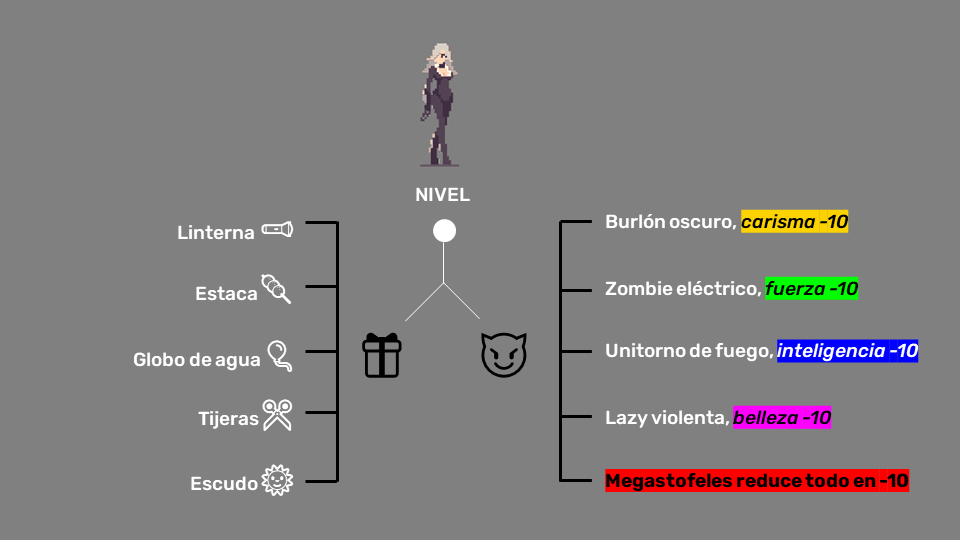 NIVEL
Linterna
Estaca
Globo de agua
Tijeras
Escudo
Burlón oscuro, carisma -10
Zombie eléctrico, fuerza -10
Unitorno de fuego, inteligencia -10
Lazy violenta, belleza -10
Megastofeles reduce todo en -10